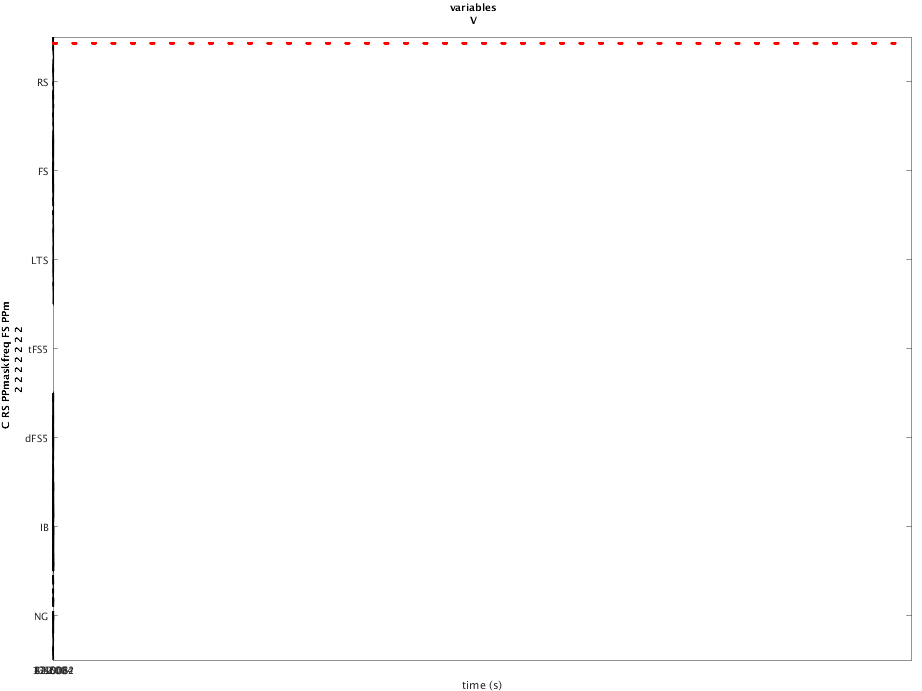 variables
V
RS
FS
LTS
tFS5
dFS5
IB
NG
C RS PPmaskfreq FS PPm
2 2 2 2 2 2 2
time (s)